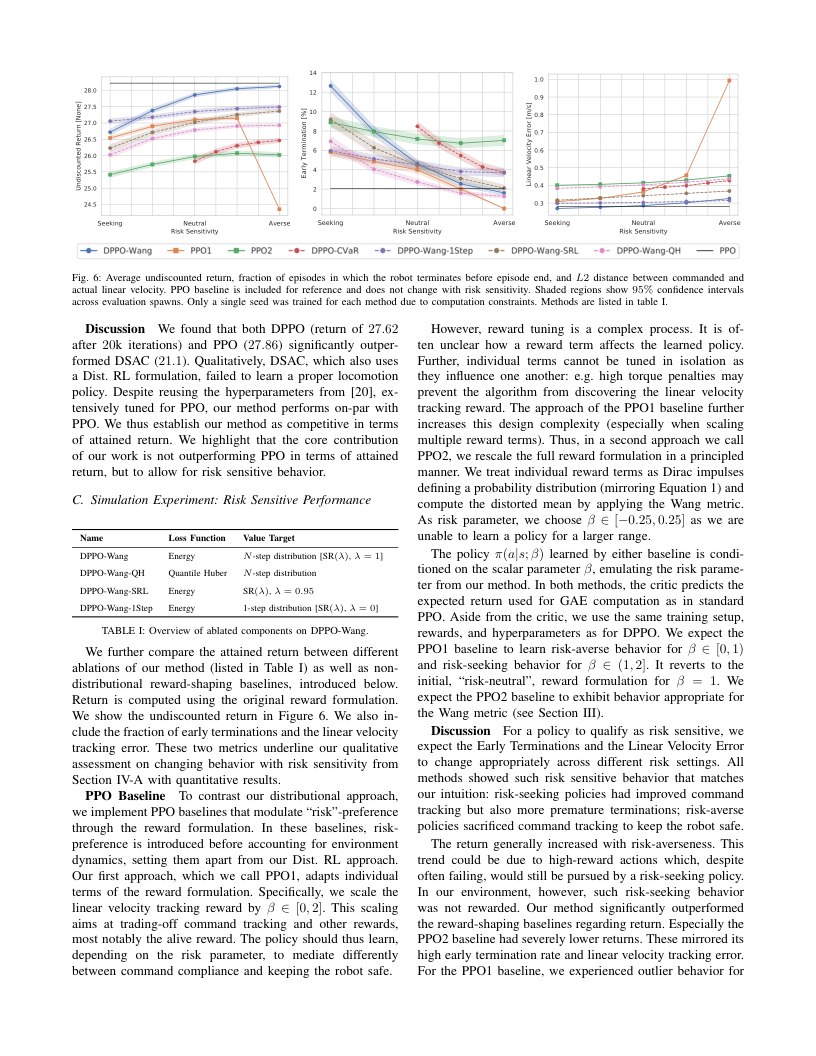 28.0
27.5
27.0
26.5
26.0
25.5
25.0
24.5
Undiscounted Return [None]
Seeking Neutral Averse
Risk Sensitivity
14
12
10
8
6
4
2
0
Early Termination [%]
Seeking Neutral Averse
Risk Sensitivity
1.0
0.9
0.8
0.7
0.6
0.5
0.4
0.3
Linear Velocity Error [m/s]
Seeking Neutral Averse
Risk Sensitivity
DPPO-Wang PPO1 PPO2 DPPO-CVaR DPPO-Wang-1Step DPPO-Wang-SRL DPPO-Wang-QH PPO
Fig. 6: Average undiscounted return, fraction of episodes in which the robot terminates before episode end, and L2 distance between commanded and
actual linear velocity. PPO baseline is included for reference and does not change with risk sensitivity. Shaded regions show 95% confidence intervals
across evaluation spawns. Only a single seed was trained for each method due to computation constraints. Methods are listed in table I.
Discussion We found that both DPPO (return of 27.62
after 20k iterations) and PPO (27.86) significantly outper-
formed DSAC (21.1). Qualitatively, DSAC, which also uses
a Dist. RL formulation, failed to learn a proper locomotion
policy. Despite reusing the hyperparameters from [20], ex-
tensively tuned for PPO, our method performs on-par with
PPO. We thus establish our method as competitive in terms
of attained return. We highlight that the core contribution
of our work is not outperforming PPO in terms of attained
return, but to allow for risk sensitive behavior.
C. Simulation Experiment: Risk Sensitive Performance
Name Loss Function Value Target
DPPO-Wang Energy N-step distribution [SR(λ), λ = 1]
DPPO-Wang-QH Quantile Huber N-step distribution
DPPO-Wang-SRL Energy SR(λ), λ = 0.95
DPPO-Wang-1Step Energy 1-step distribution [SR(λ), λ = 0]
TABLE I: Overview of ablated components on DPPO-Wang.
We further compare the attained return between different
ablations of our method (listed in Table I) as well as non-
distributional reward-shaping baselines, introduced below.
Return is computed using the original reward formulation.
We show the undiscounted return in Figure 6. We also in-
clude the fraction of early terminations and the linear velocity
tracking error. These two metrics underline our qualitative
assessment on changing behavior with risk sensitivity from
Section IV-A with quantitative results.
PPO Baseline To contrast our distributional approach,
we implement PPO baselines that modulate “risk”-preference
through the reward formulation. In these baselines, risk-
preference is introduced before accounting for environment
dynamics, setting them apart from our Dist. RL approach.
Our first approach, which we call PPO1, adapts individual
terms of the reward formulation. Specifically, we scale the
linear velocity tracking reward by β ∈ [0, 2]. This scaling
aims at trading-off command tracking and other rewards,
most notably the alive reward. The policy should thus learn,
depending on the risk parameter, to mediate differently
between command compliance and keeping the robot safe.
However, reward tuning is a complex process. It is of-
ten unclear how a reward term affects the learned policy.
Further, individual terms cannot be tuned in isolation as
they influence one another: e.g. high torque penalties may
prevent the algorithm from discovering the linear velocity
tracking reward. The approach of the PPO1 baseline further
increases this design complexity (especially when scaling
multiple reward terms). Thus, in a second approach we call
PPO2, we rescale the full reward formulation in a principled
manner. We treat individual reward terms as Dirac impulses
defining a probability distribution (mirroring Equation 1) and
compute the distorted mean by applying the Wang metric.
As risk parameter, we choose β ∈ [−0.25, 0.25] as we are
unable to learn a policy for a larger range.
The policy π(a|s; β) learned by either baseline is condi-
tioned on the scalar parameter β, emulating the risk parame-
ter from our method. In both methods, the critic predicts the
expected return used for GAE computation as in standard
PPO. Aside from the critic, we use the same training setup,
rewards, and hyperparameters as for DPPO. We expect the
PPO1 baseline to learn risk-averse behavior for β ∈ [0, 1)
and risk-seeking behavior for β ∈ (1, 2]. It reverts to the
initial, “risk-neutral”, reward formulation for β = 1. We
expect the PPO2 baseline to exhibit behavior appropriate for
the Wang metric (see Section III).
Discussion For a policy to qualify as risk sensitive, we
expect the Early Terminations and the Linear Velocity Error
to change appropriately across different risk settings. All
methods showed such risk sensitive behavior that matches
our intuition: risk-seeking policies had improved command
tracking but also more premature terminations; risk-averse
policies sacrificed command tracking to keep the robot safe.
The return generally increased with risk-averseness. This
trend could be due to high-reward actions which, despite
often failing, would still be pursued by a risk-seeking policy.
In our environment, however, such risk-seeking behavior
was not rewarded. Our method significantly outperformed
the reward-shaping baselines regarding return. Especially the
PPO2 baseline had severely lower returns. These mirrored its
high early termination rate and linear velocity tracking error.
For the PPO1 baseline, we experienced outlier behavior for